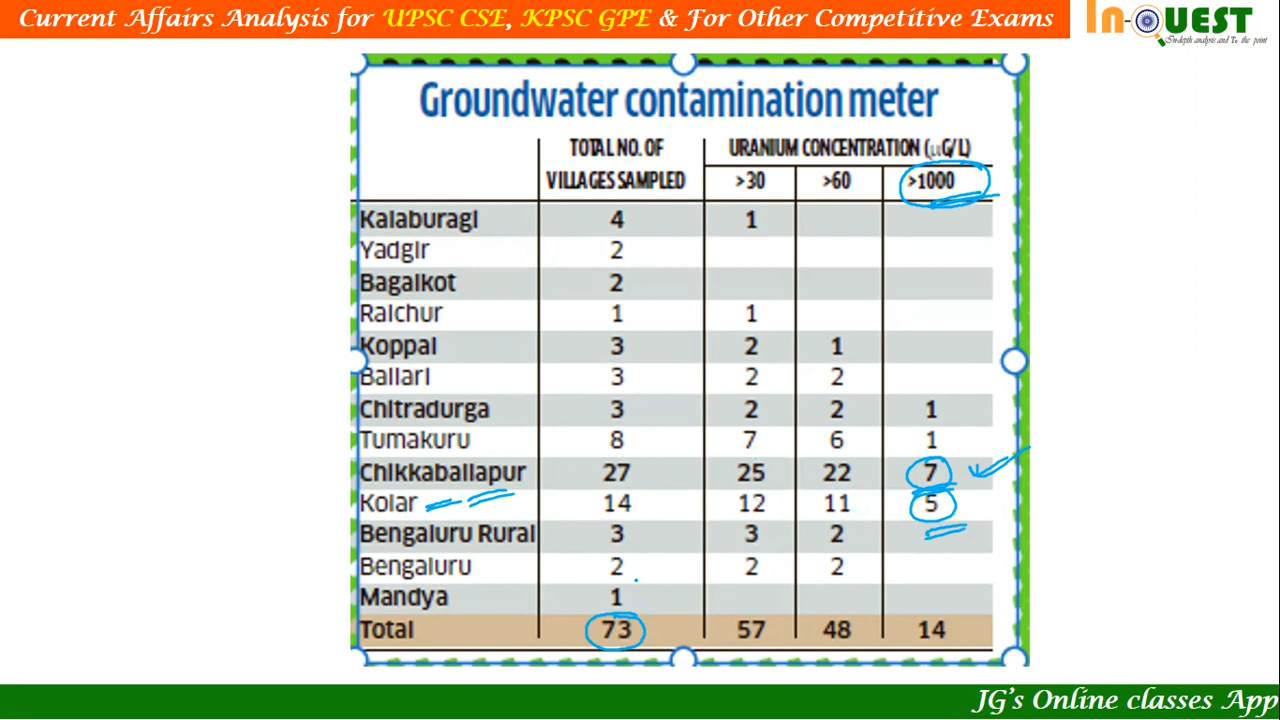 Current Affairs Analysis for UPSC CSE, KPSC GPE & For Other Competitive Exams
In-QUEST
In-depth analysis and To the point
Groundwater contamination meter
TOTAL NO. OF URANIUM CONCENTRATION (μG/L)
VILLAGES SAMPLED >30 >60 >1000
Kalaburagi 4 1
Yadgir 2
Bagalkot 2
Raichur 1 1
Koppal 3 2 1
Ballari 3 2 2
Chitradurga 3 2 2 1
Tumakuru 8 7 6 1
Chikkaballapur 27 25 22 7
Kolar 14 12 11 5
Bengaluru Rural 3 3 2
Bengaluru 2 2 2
Mandya 1
Total 73 57 48 14
JG's Online classes App